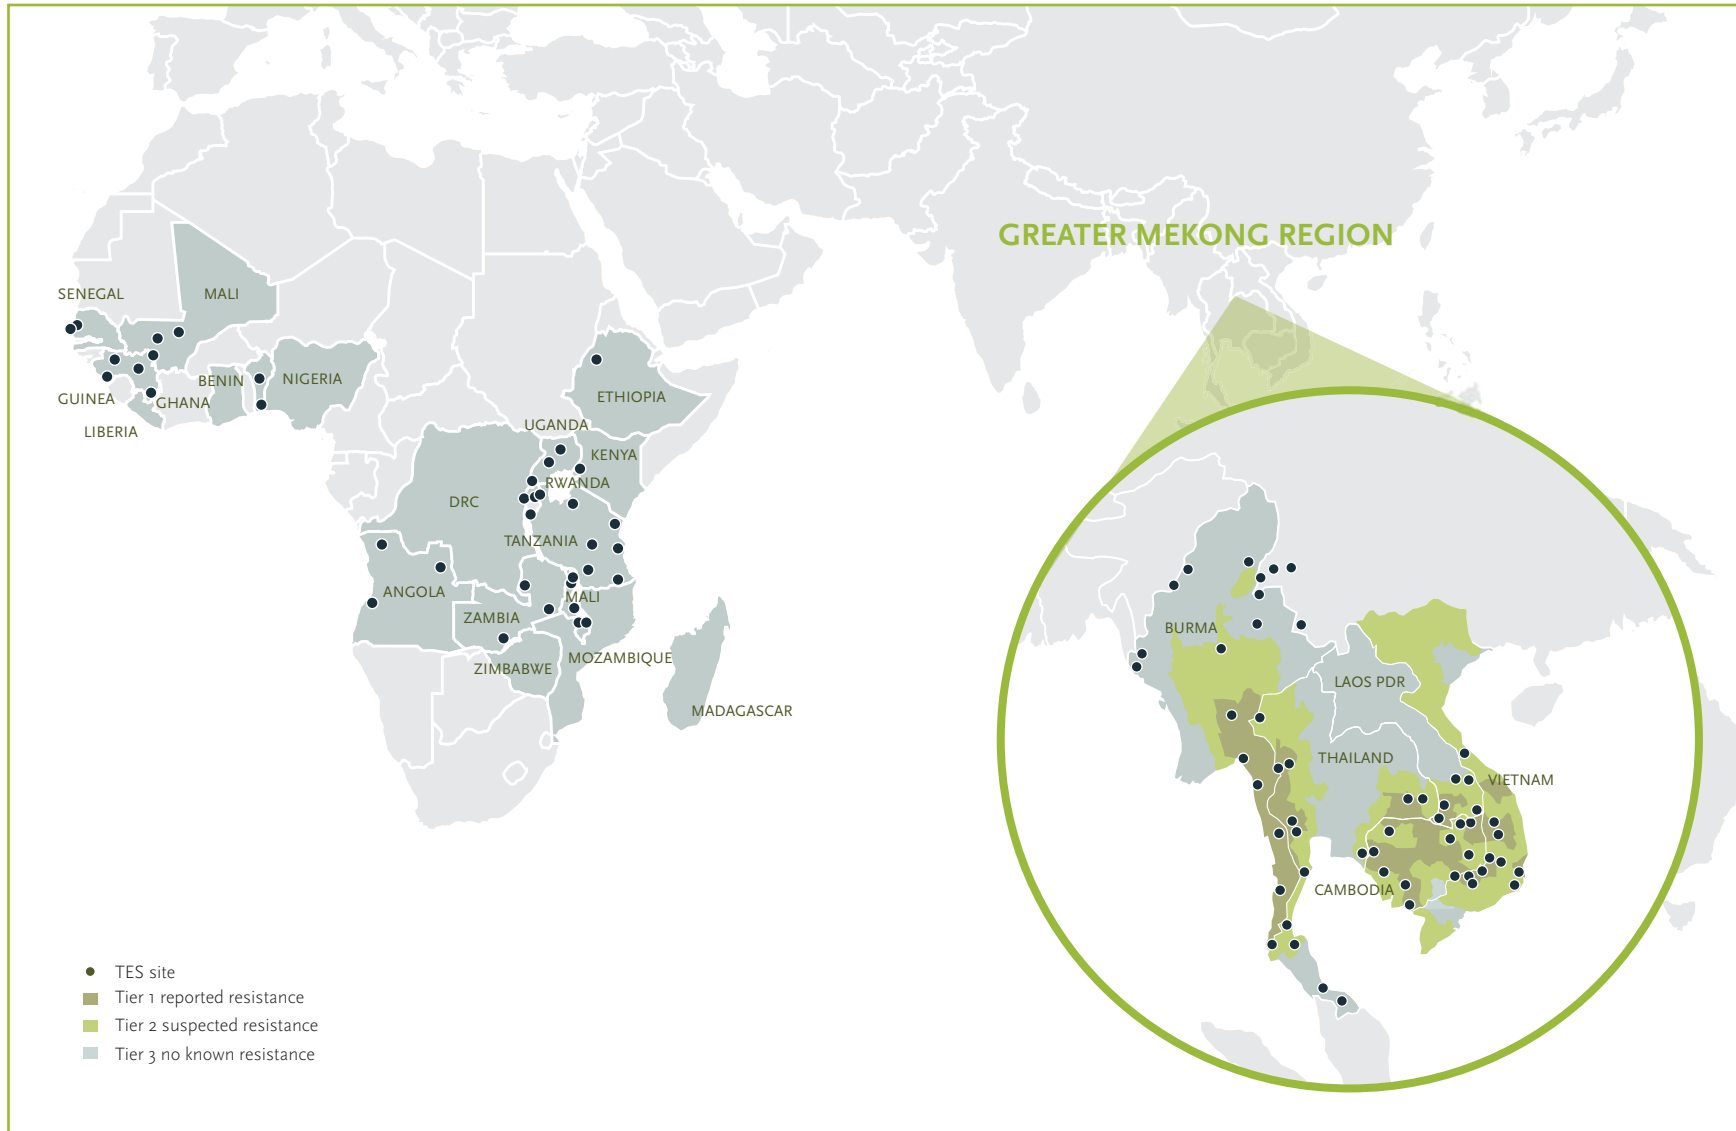 GREATER MEKONG REGION
SENEGAL
MALI
GUINEA
LIBERIA
GHANA
BENIN
NIGERIA
ETHIOPIA
UGANDA
KENYA
RWANDA
DRC
TANZANIA
ANGOLA
MALI
ZAMBIA
MOZAMBIQUE
ZIMBABWE
MADAGASCAR
BURMA
LAOS PDR
THAILAND
VIETNAM
CAMBODIA
TES site
Tier 1 reported resistance
Tier 2 suspected resistance
Tier 3 no known resistance